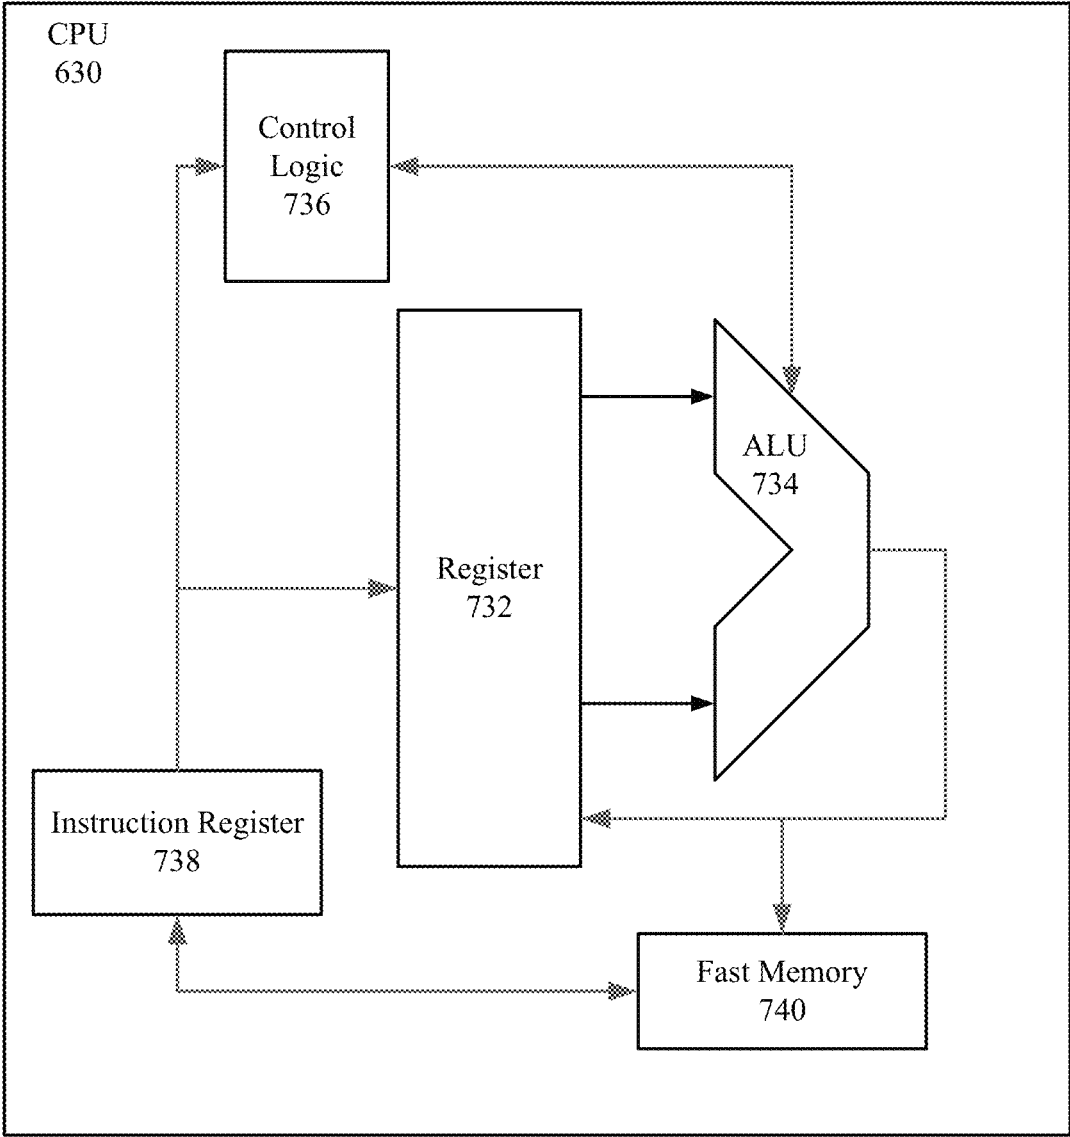 CPU
630
Control
Logic
736
ALU
734
Register
732
Instruction Register
738
Fast Memory
740